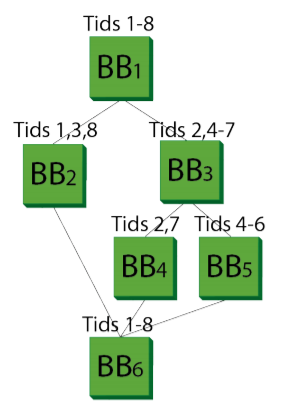 Tids 1-8
BB1
Tids 1,3,8
Tids 2,4-7
BB2
BB3
Tids 2,7
Tids 4-6
BB4
BB5
Tids 1-8
BB6